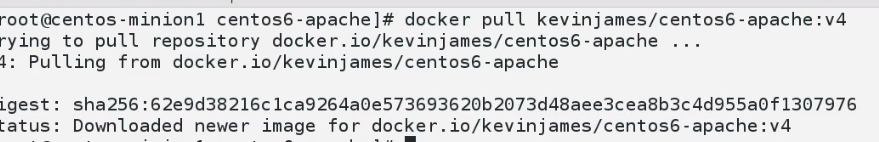 root@centos-minion1 centos6-apache]# docker pull kevinjames/centos6-apache:v4
rying to pull repository docker.io/kevinjames/centos6-apache ...
4: Pulling from docker.io/kevinjames/centos6-apache
igest: sha256:62e9d38216c1ca9264a0e573693620b2073d48aee3cea8b3c4d955a0f1307976
tatus: Downloaded newer image for docker.io/kevinjames/centos6-apache:v4